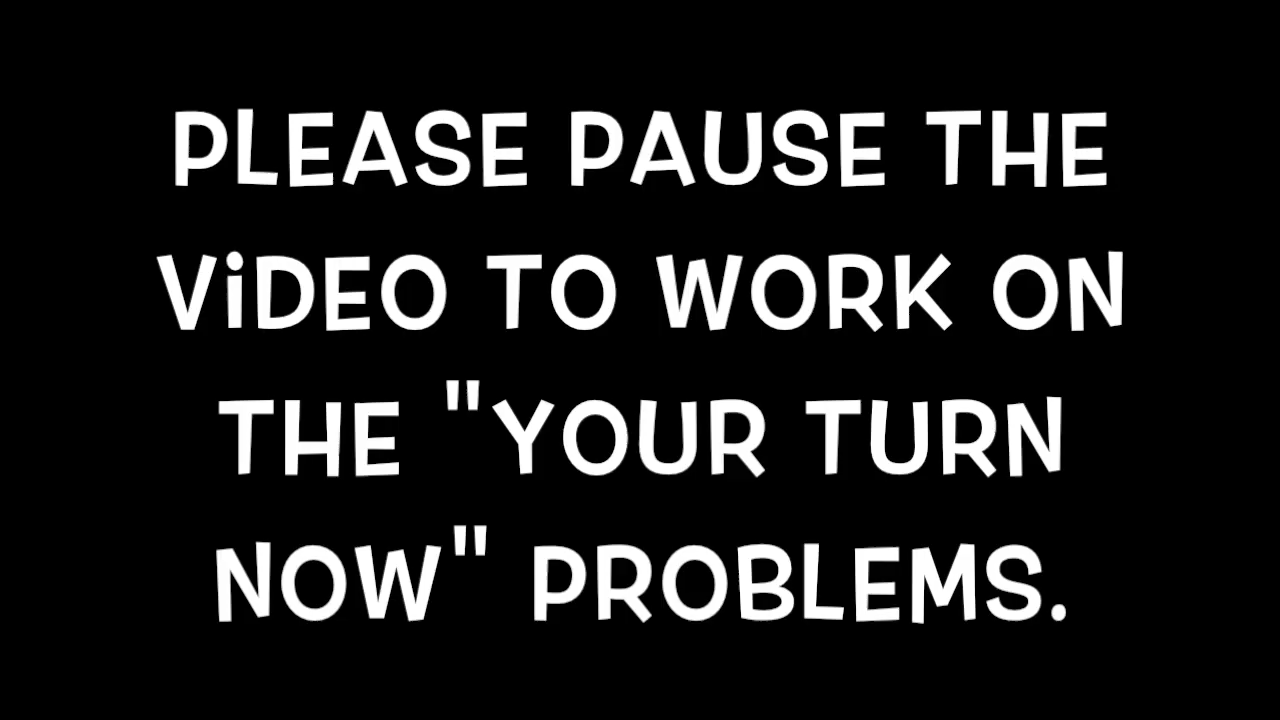 PLEASE PAUSE THE
ViDEO TO WORK ON
THE "YOUR TURN
NOW" PROBLEMS.